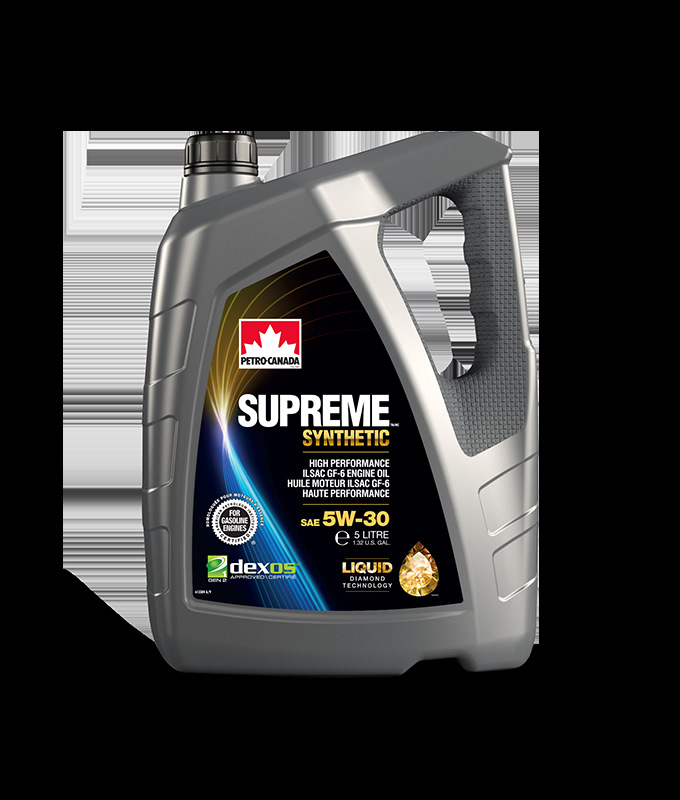 PETRO-CANADA
SUPREME
SYNTHETIC
HIGH PERFORMANCE
ILSAC GF-6 ENGINE OIL
HUILE MOTEUR ILSAC GF-6
HAUTE PERFORMANCE
SAE 5W-30
℮ 5 LITRE
1.32 U.S. GAL.
FOR
GASOLINE
ENGINES
dexos
GEN 2
APPROVED\CERTIFIÉ
LIQUID
DIAMOND
TECHNOLOGY